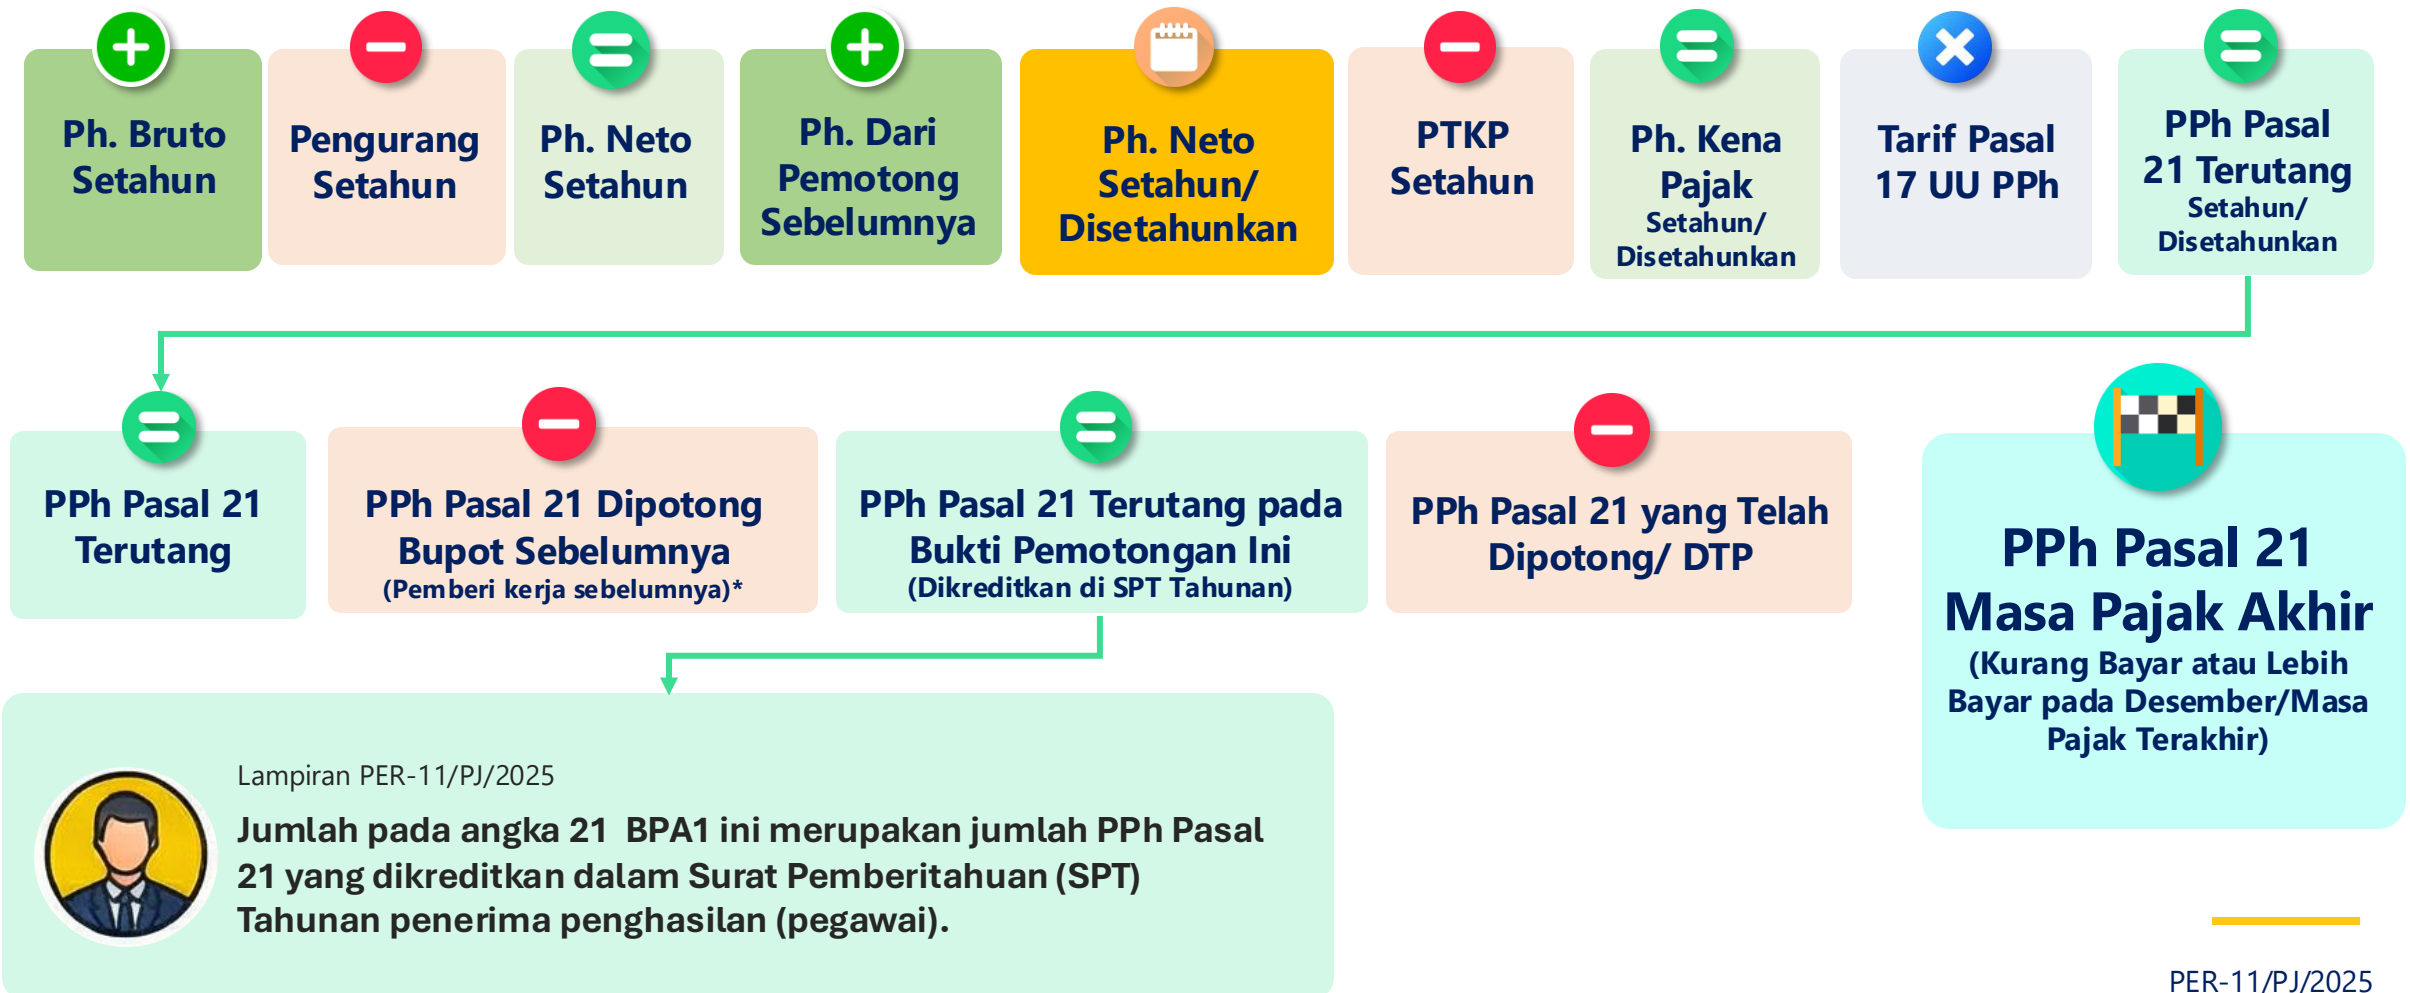 Ph. Bruto
Setahun
Pengurang
Setahun
Ph. Neto
Setahun
Ph. Dari
Pemotong
Sebelumnya
Ph. Neto
Setahun/
Disetahunkan
PTKP
Setahun
Ph. Kena
Pajak
Setahun/
Disetahunkan
Tarif Pasal
17 UU PPh
PPh Pasal
21 Terutang
Setahun/
Disetahunkan
PPh Pasal 21
Terutang
PPh Pasal 21 Dipotong
Bupot Sebelumnya
(Pemberi kerja sebelumnya)*
PPh Pasal 21 Terutang pada
Bukti Pemotongan Ini
(Dikreditkan di SPT Tahunan)
PPh Pasal 21 yang Telah
Dipotong/ DTP
PPh Pasal 21
Masa Pajak Akhir
(Kurang Bayar atau Lebih
Bayar pada Desember/Masa
Pajak Terakhir)
Lampiran PER-11/PJ/2025
Jumlah pada angka 21  BPA1 ini merupakan jumlah PPh Pasal
21 yang dikreditkan dalam Surat Pemberitahuan (SPT)
Tahunan penerima penghasilan (pegawai).
PER-11/PJ/2025